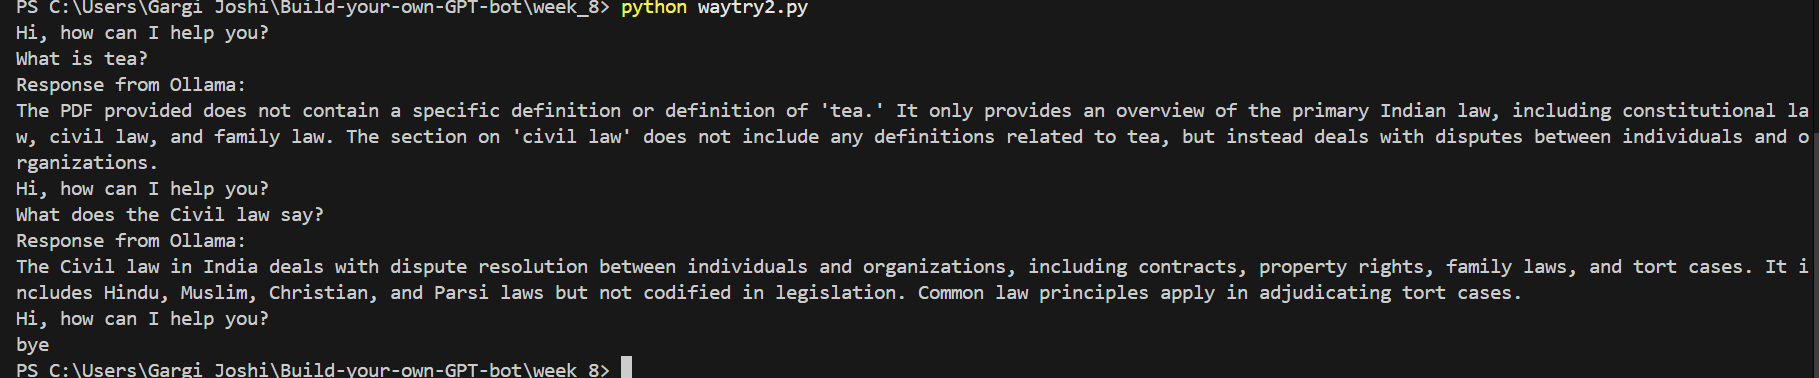 PS C:\Users\Gargi Joshi\Build-your-own-GPT-bot\week_8> python waytry2.py
Hi, how can I help you?
What is tea?
Response from Ollama:
The PDF provided does not contain a specific definition or definition of 'tea.' It only provides an overview of the primary Indian law, including constitutional la
w, civil law, and family law. The section on 'civil law' does not include any definitions related to tea, but instead deals with disputes between individuals and o
rganizations.
Hi, how can I help you?
What does the Civil law say?
Response from Ollama:
The Civil law in India deals with dispute resolution between individuals and organizations, including contracts, property rights, family laws, and tort cases. It i
ncludes Hindu, Muslim, Christian, and Parsi laws but not codified in legislation. Common law principles apply in adjudicating tort cases.
Hi, how can I help you?
bye
PS C:\Users\Gargi Joshi\Build-your-own-GPT-bot\week_8>